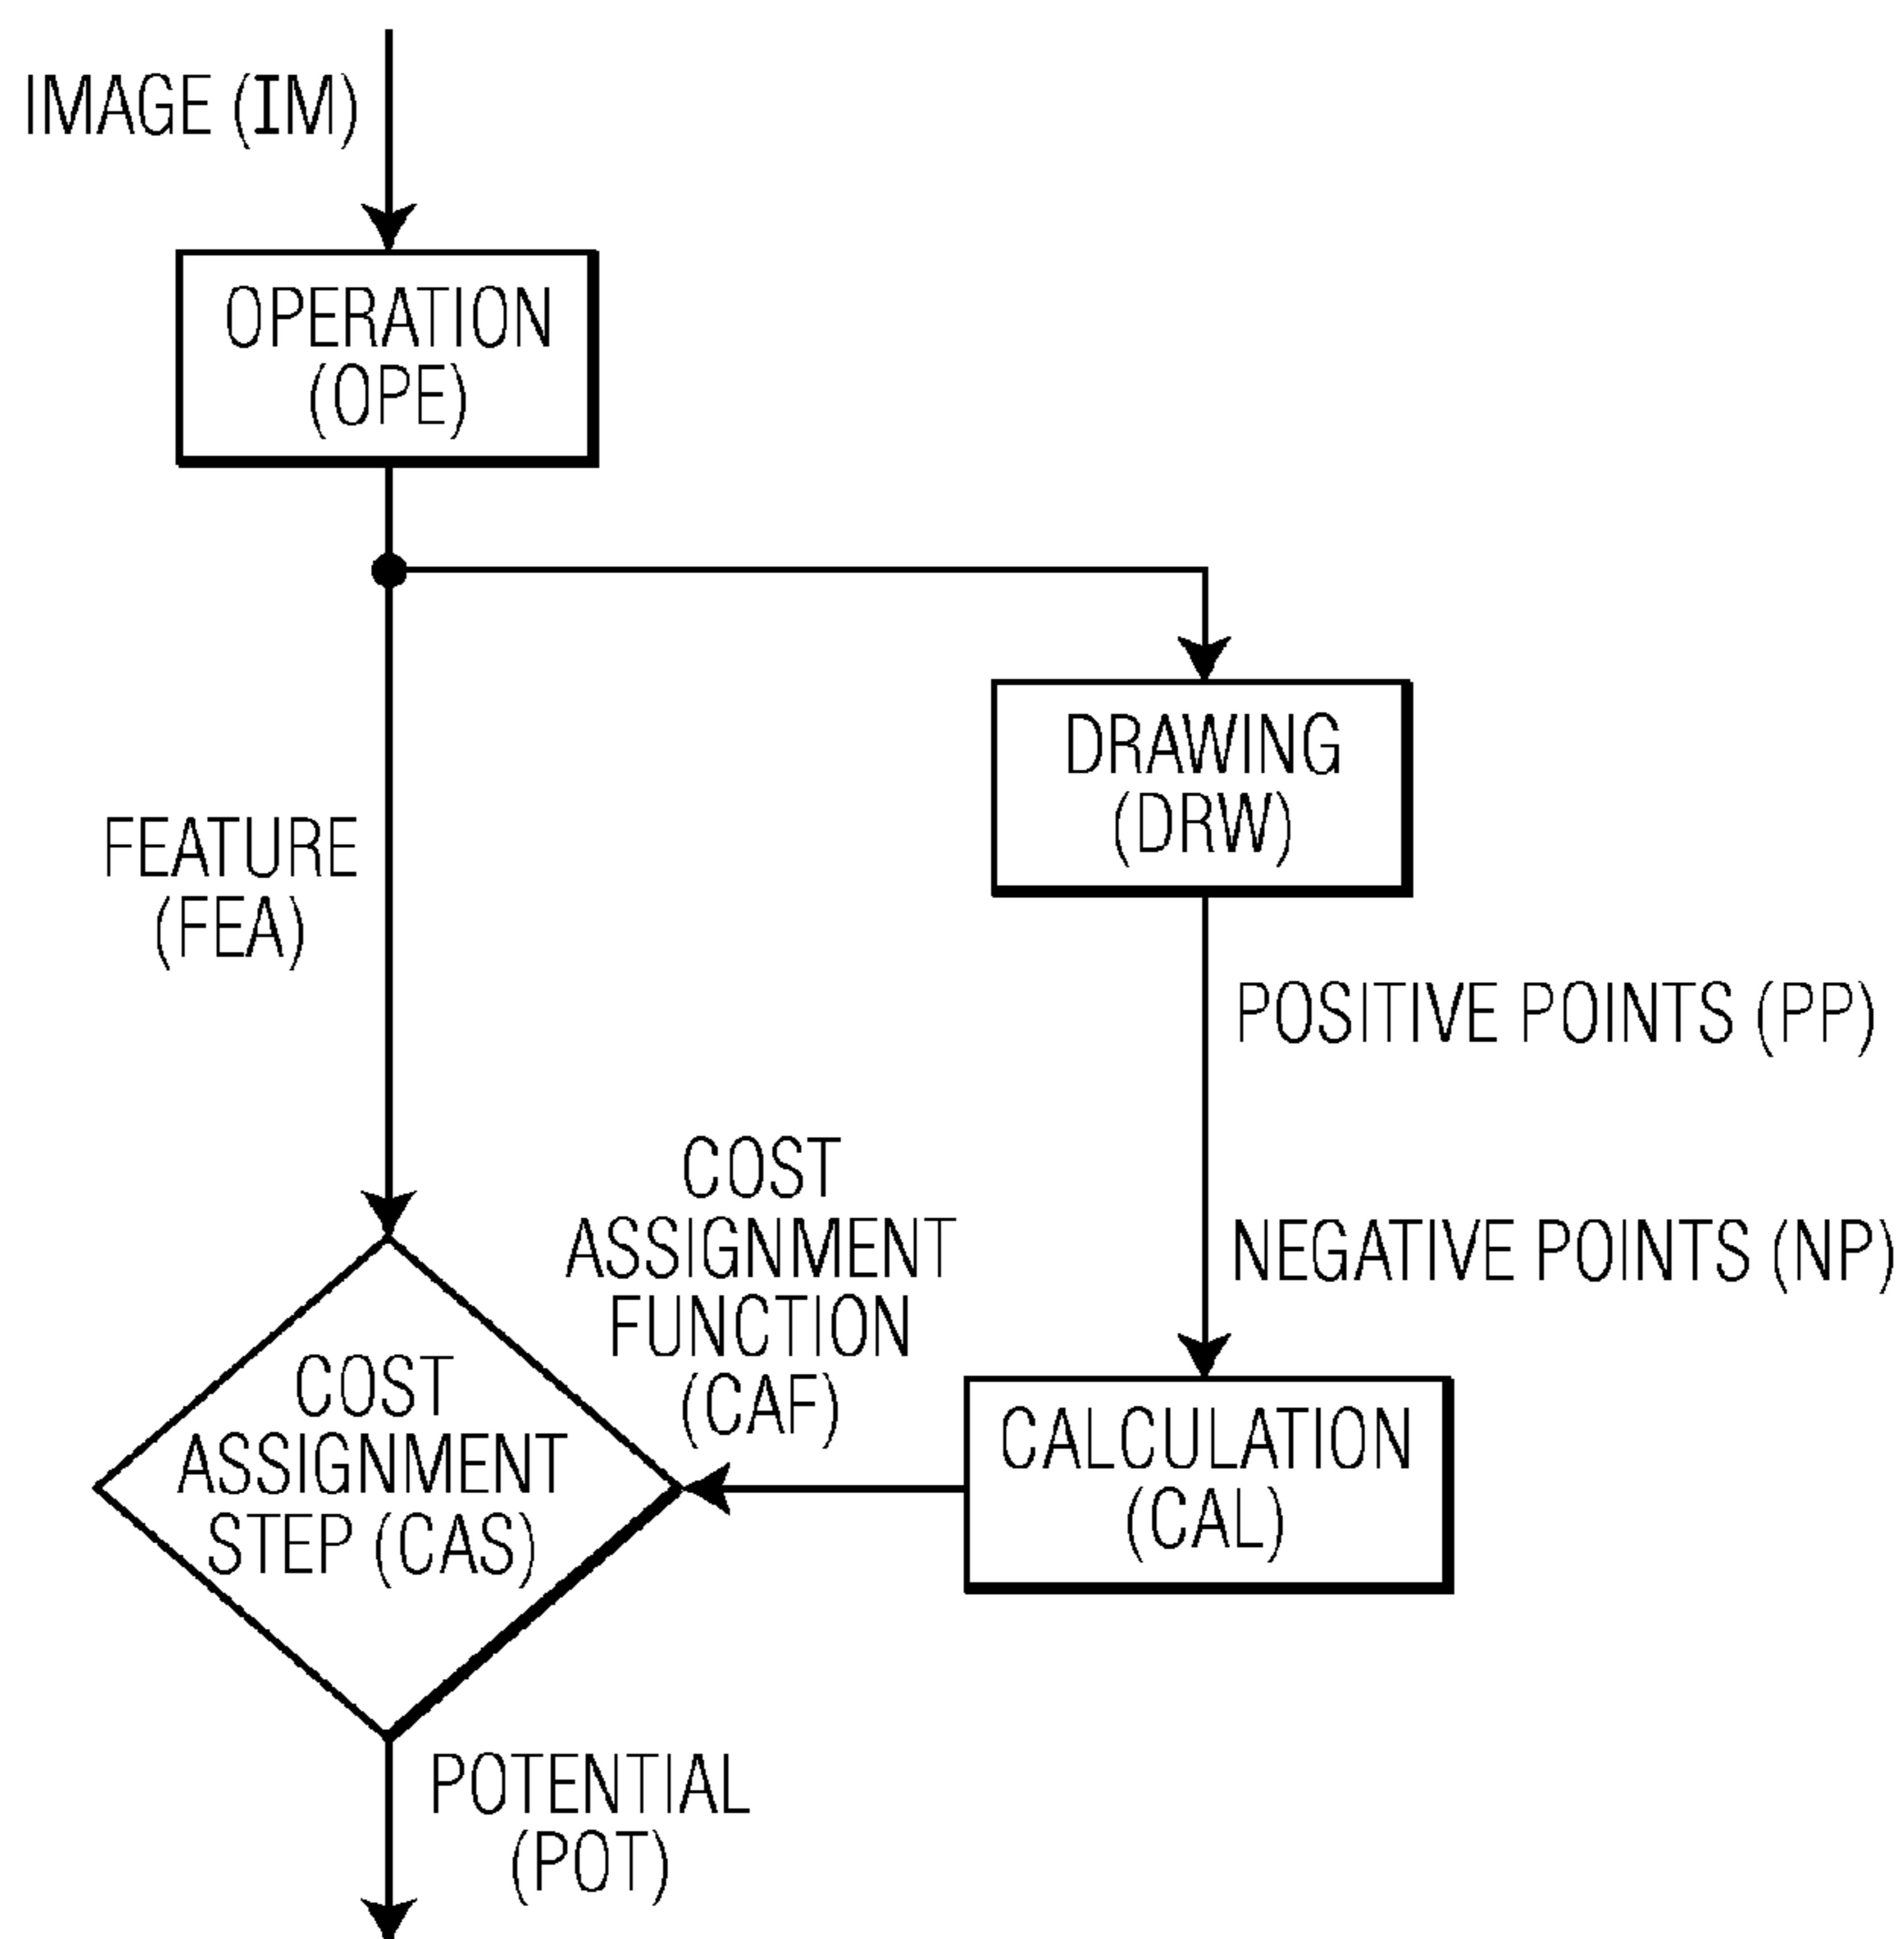 IMAGE (IM)
OPERATION
(OPE)
DRAWING
(DRW)
FEATURE
(FEA)
POSITIVE POINTS (PP)
NEGATIVE POINTS (NP)
COST
ASSIGNMENT
FUNCTION
(CAF)
COST
ASSIGNMENT
STEP (CAS)
CALCULATION
(CAL)
POTENTIAL
(POT)